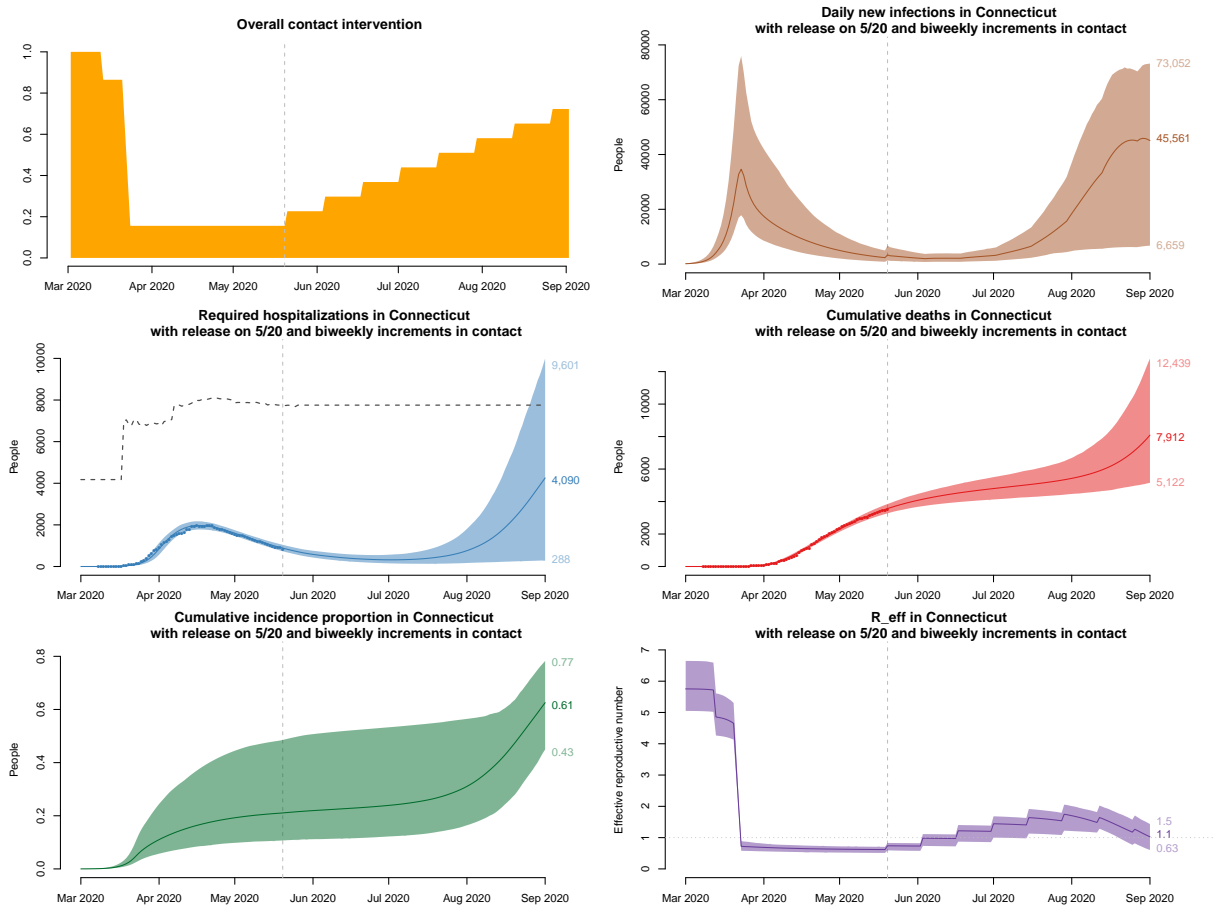 Overall contact intervention
1.0
0.8
0.6
0.4
0.2
0.0
Mar 2020 Apr 2020 May 2020 Jun 2020 Jul 2020 Aug 2020 Sep 2020
Daily new infections in Connecticut
with release on 5/20 and biweekly increments in contact
People
80000
60000
40000
20000
0
73,052
45,561
6,659
Mar 2020 Apr 2020 May 2020 Jun 2020 Jul 2020 Aug 2020 Sep 2020
Required hospitalizations in Connecticut
with release on 5/20 and biweekly increments in contact
People
10000
8000
6000
4000
2000
0
9,601
4,090
288
Mar 2020 Apr 2020 May 2020 Jun 2020 Jul 2020 Aug 2020 Sep 2020
Cumulative deaths in Connecticut
with release on 5/20 and biweekly increments in contact
People
10000
6000
4000
2000
0
12,439
7,912
5,122
Mar 2020 Apr 2020 May 2020 Jun 2020 Jul 2020 Aug 2020 Sep 2020
Cumulative incidence proportion in Connecticut
with release on 5/20 and biweekly increments in contact
People
0.8
0.6
0.4
0.2
0.0
0.77
0.61
0.43
Mar 2020 Apr 2020 May 2020 Jun 2020 Jul 2020 Aug 2020 Sep 2020
R_eff in Connecticut
with release on 5/20 and biweekly increments in contact
Effective reproductive number
7
6
5
4
3
2
1
0
1.5
1.1
0.63
Mar 2020 Apr 2020 May 2020 Jun 2020 Jul 2020 Aug 2020 Sep 2020